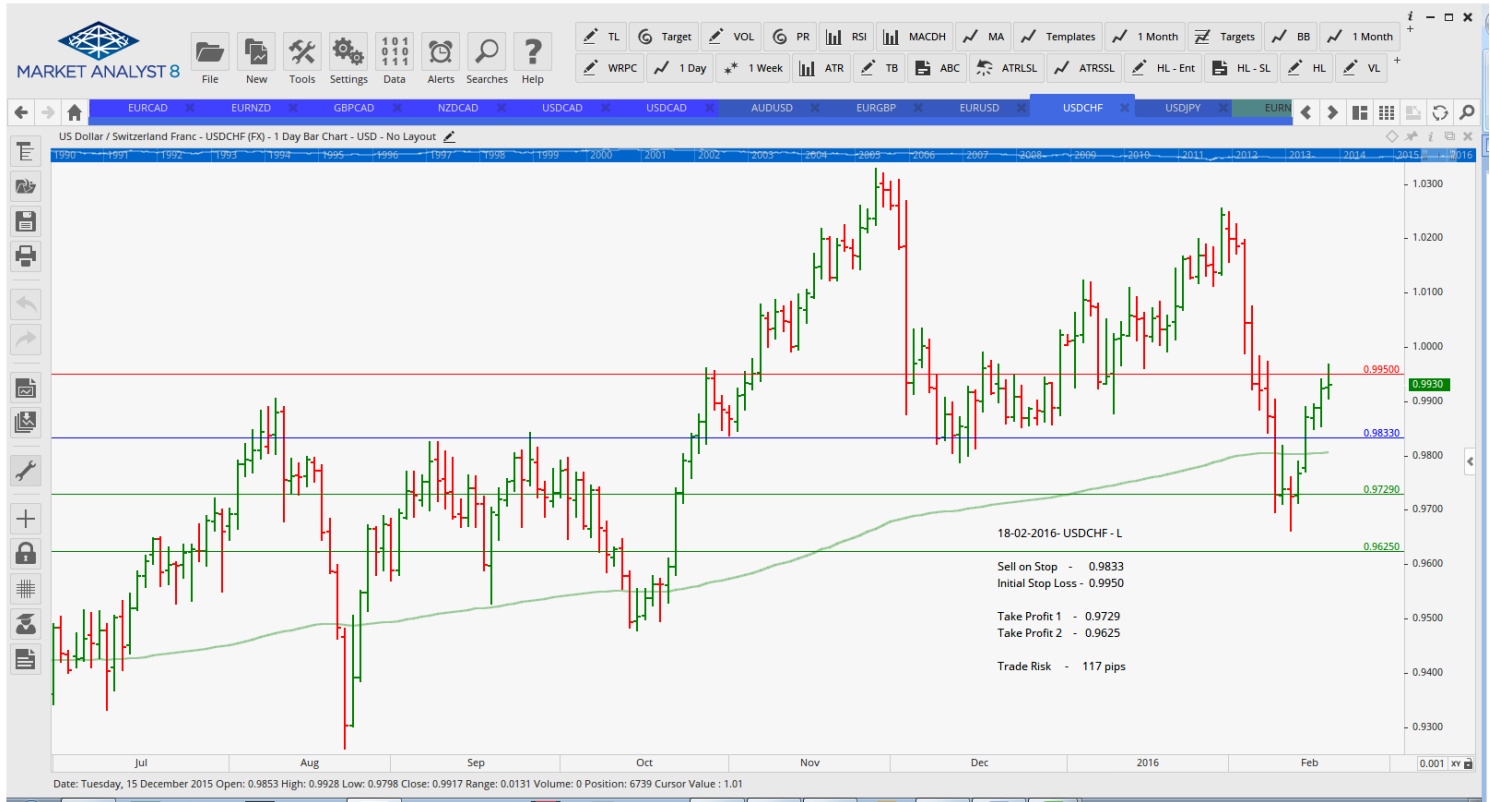 TL Target VOL PR RSI MACDH MA Templates 1 Month Targets BB 1 Month
MARKET ANALYST 8
File New Tools Settings Data Alerts Searches Help
WRPC 1 Day 1 Week ATR TB ABC ATRLSL ATRSSL HL - Ent HL - SL HL VL
EURCAD EURNZD GBPCAD NZDCAD USDCAD USDCAD AUDUSD EURGBP EURUSD USDCHF USDJPY EURN
US Dollar / Switzerland Franc - USDCHF (FX) - 1 Day Bar Chart - USD - No Layout
1990 1991 1992 1993 1994 1995 1996 1997 1998 1999 2000 2001 2002 2003 2004 2005 2006 2007 2008 2009 2010 2011 2012 2013 2014 2015 2016
1.0300
1.0200
1.0100
1.0000
0.99500
0.9930
0.9900
0.98330
0.9800
0.97290
0.9700
0.96250
0.9600
0.9500
0.9400
0.9300
18-02-2016- USDCHF - L
Sell on Stop - 0.9833
Initial Stop Loss - 0.9950
Take Profit 1 - 0.9729
Take Profit 2 - 0.9625
Trade Risk - 117 pips
Jul Aug Sep Oct Nov Dec 2016 Feb
0.001 XY
Date: Tuesday, 15 December 2015 Open: 0.9853 High: 0.9928 Low: 0.9798 Close: 0.9917 Range: 0.0131 Volume: 0 Position: 6739 Cursor Value : 1.01